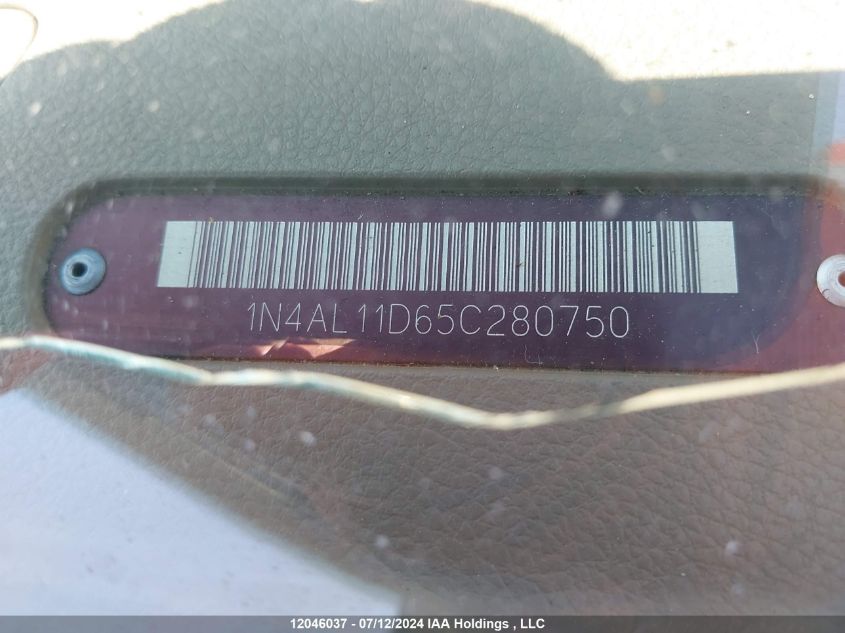 1N4AL11D65C280750
12046037 - 07/12/2024 IAA Holdings , LLC